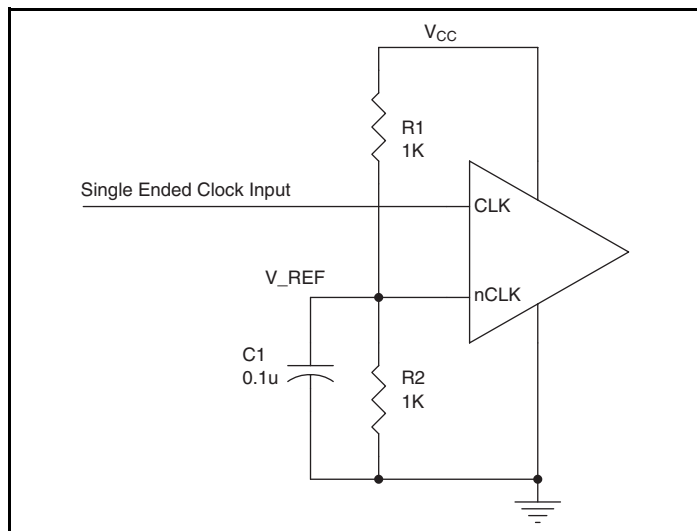 V_CC
R1
1K
Single Ended Clock Input
CLK
V_REF
nCLK
C1
0.1u
R2
1K